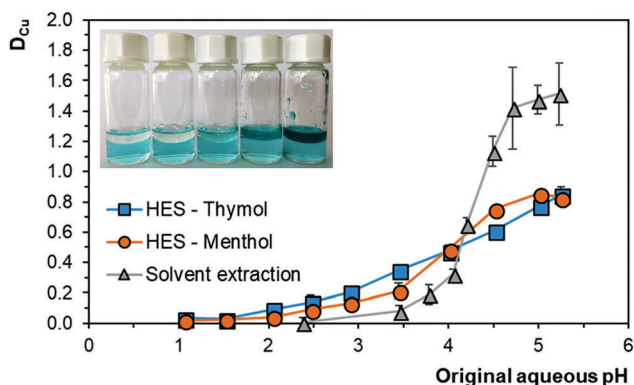 D_Cu
2.0
1.8
1.6
1.4
1.2
1.0
0.8
0.6
0.4
0.2
0.0
HES - Thymol
HES - Menthol
Solvent extraction
0 1 2 3 4 5 6
Original aqueous pH